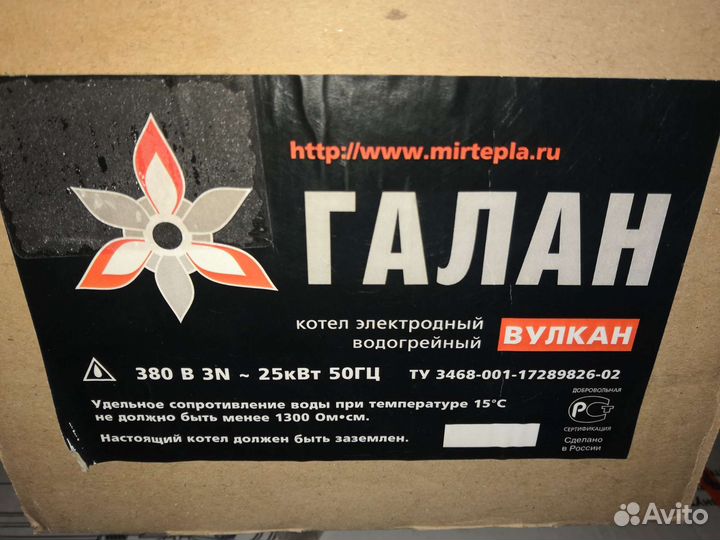 http://www.mirtepla.ru
ГАЛАН
котел электродный
водогрейный
ВУЛКАН
380 В 3N ~ 25кВт 50ГЦ
ТУ 3468-001-17289826-02
Удельное сопротивление воды при температуре 15°C
не должно быть менее 1300 Ом•см.
Настоящий котел должен быть заземлен.
ДОБРОВОЛЬНАЯ
РСТ
СЕРТИФИКАЦИЯ
Сделано
в России
Avito